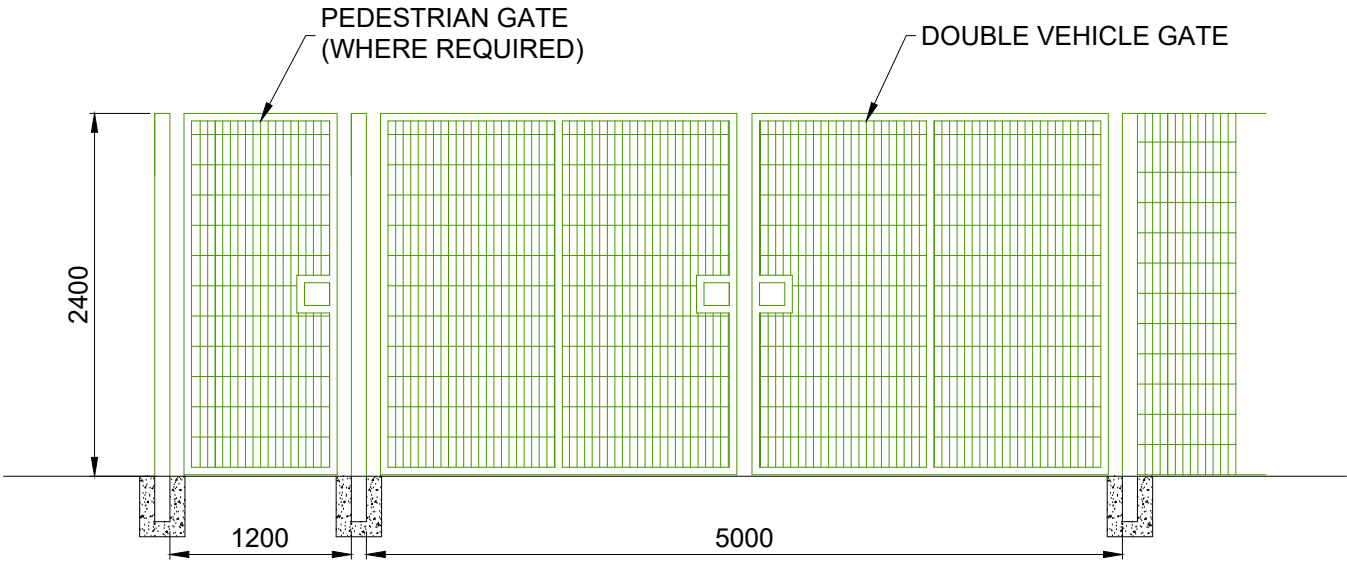 PEDESTRIAN GATE
(WHERE REQUIRED)
DOUBLE VEHICLE GATE
2400
1200
5000